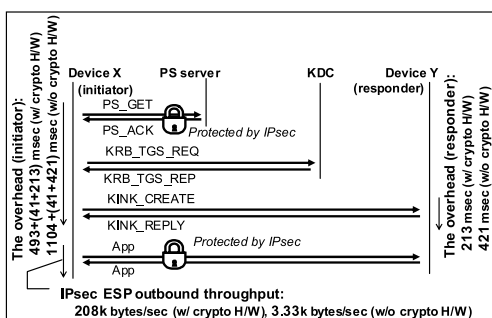 Device X
(initiator)
PS server
KDC
Device Y
(responder)
PS_GET
PS_ACK
Protected by IPsec
KRB_TGS_REQ
KRB_TGS_REP
KINK_CREATE
KINK_REPLY
App
Protected by IPsec
App
The overhead (initiator):
493+(41+213) msec (w/ crypto H/W)
1104+(41+421) msec (w/o crypto H/W)
The overhead (responder):
213 msec (w/ crypto H/W)
421 msec (w/o crypto H/W)
IPsec ESP outbound throughput:
208k bytes/sec (w/ crypto H/W), 3.33k bytes/sec (w/o crypto H/W)